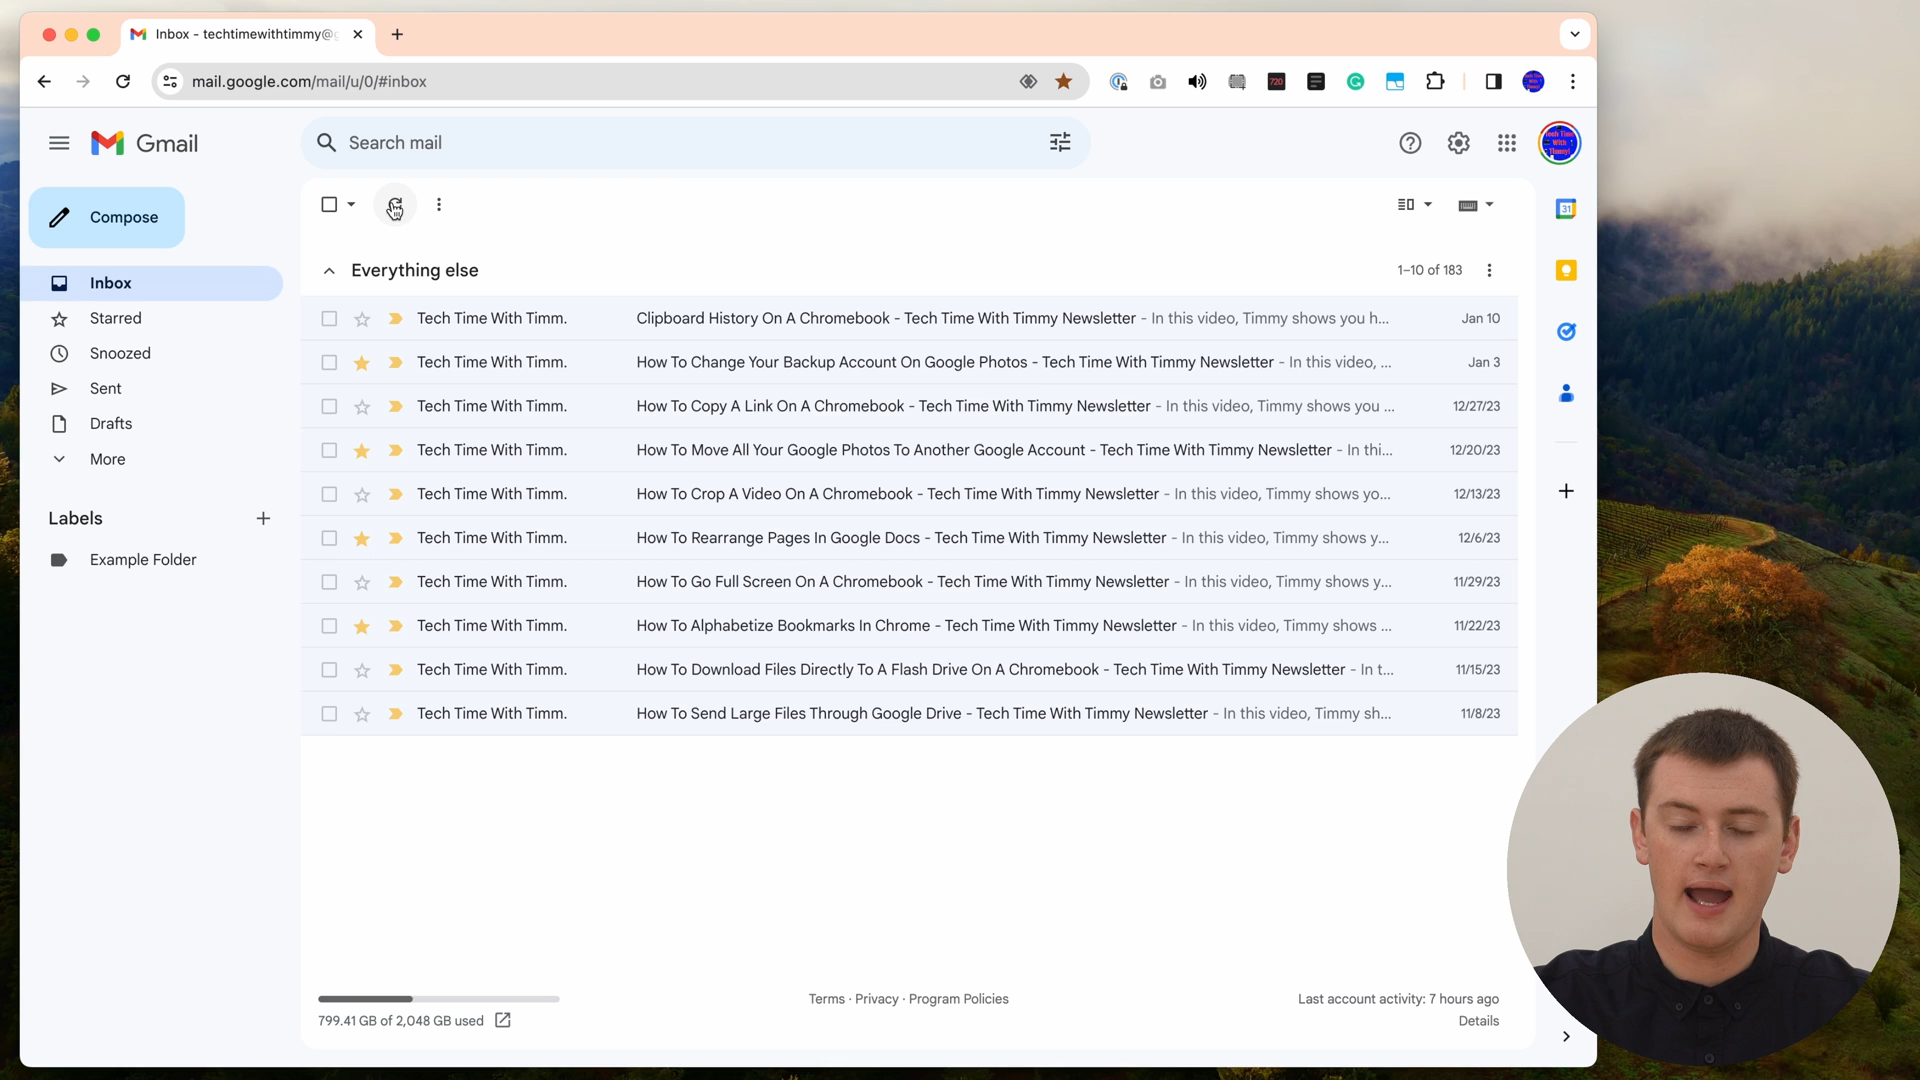 Inbox - techtimewithtimmy@
mail.google.com/mail/u/0/#inbox
720
Gmail
Search mail
Tech Time
With
Timmy!
Compose
31
Inbox
Everything else
1–10 of 183
Starred
Tech Time With Timm. Clipboard History On A Chromebook - Tech Time With Timmy Newsletter - In this video, Timmy shows you h... Jan 10
Snoozed
Tech Time With Timm. How To Change Your Backup Account On Google Photos - Tech Time With Timmy Newsletter - In this video, ... Jan 3
Sent
Tech Time With Timm. How To Copy A Link On A Chromebook - Tech Time With Timmy Newsletter - In this video, Timmy shows you ... 12/27/23
Drafts
Tech Time With Timm. How To Move All Your Google Photos To Another Google Account - Tech Time With Timmy Newsletter - In thi... 12/20/23
More
Tech Time With Timm. How To Crop A Video On A Chromebook - Tech Time With Timmy Newsletter - In this video, Timmy shows yo... 12/13/23
Labels
Tech Time With Timm. How To Rearrange Pages In Google Docs - Tech Time With Timmy Newsletter - In this video, Timmy shows y... 12/6/23
Example Folder
Tech Time With Timm. How To Go Full Screen On A Chromebook - Tech Time With Timmy Newsletter - In this video, Timmy shows y... 11/29/23
Tech Time With Timm. How To Alphabetize Bookmarks In Chrome - Tech Time With Timmy Newsletter - In this video, Timmy shows ... 11/22/23
Tech Time With Timm. How To Download Files Directly To A Flash Drive On A Chromebook - Tech Time With Timmy Newsletter - In t... 11/15/23
Tech Time With Timm. How To Send Large Files Through Google Drive - Tech Time With Timmy Newsletter - In this video, Timmy sh... 11/8/23
799.41 GB of 2,048 GB used
Terms · Privacy · Program Policies
Last account activity: 7 hours ago
Details